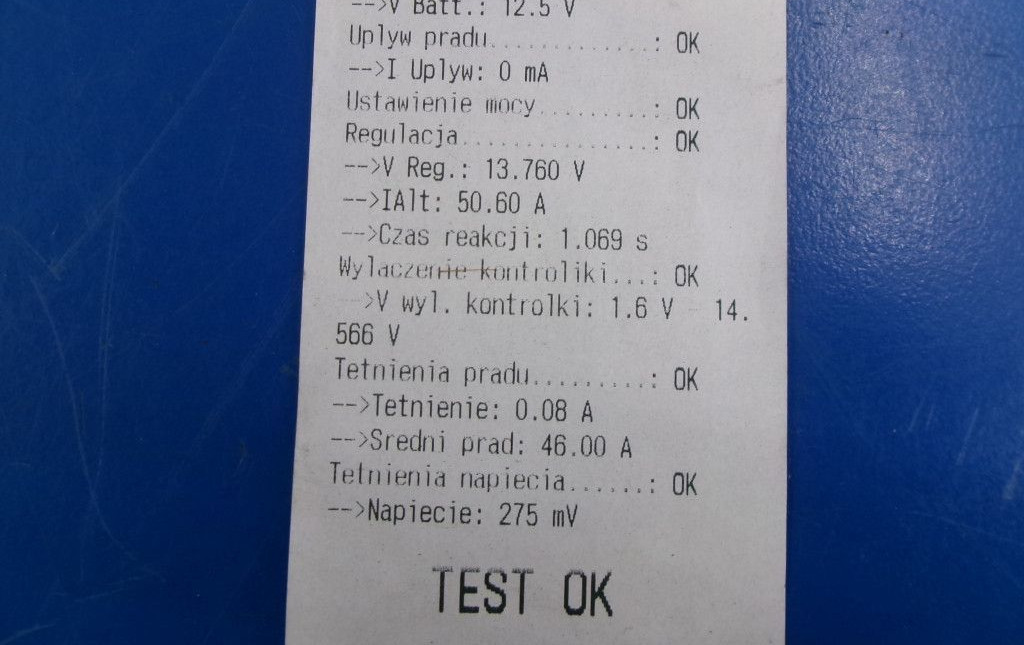 -->V Batt.: 12.5 V
Uplyw pradu.............: OK
-->I Uplyw: 0 mA
Ustawienie mocy.........: OK
Regulacja...............: OK
-->V Reg.: 13.760 V
-->IAlt: 50.60 A
-->Czas reakcji: 1.069 s
Wylaczenie kontroliki...: OK
-->V wyl. kontrolki: 1.6 V - 14.
566 V
Tetnienia pradu.........: OK
-->Tetnienie: 0.08 A
-->Sredni prad: 46.00 A
Tetnienia napiecia......: OK
-->Napiecie: 275 mV
TEST OK